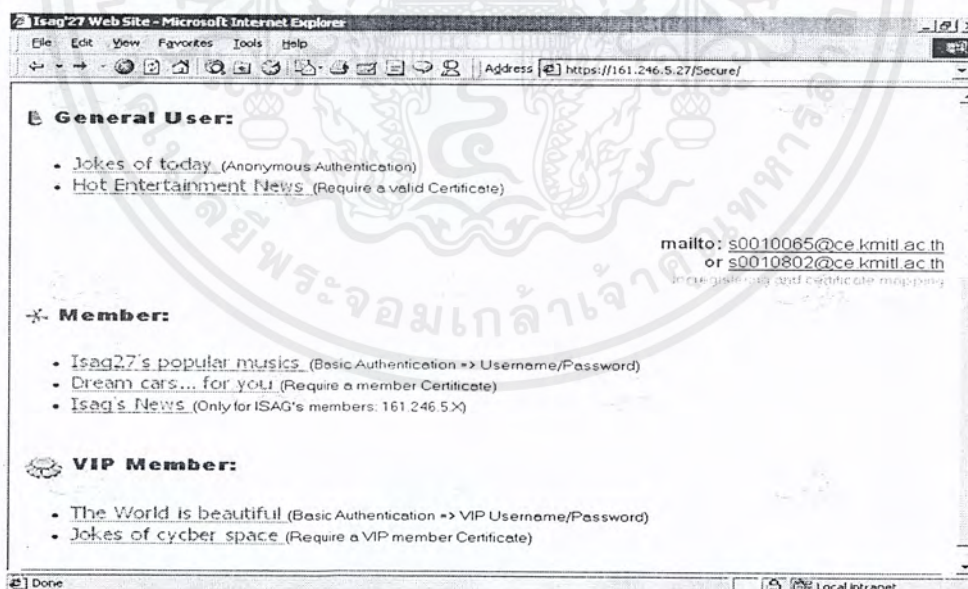 Isag'27 Web Site - Microsoft Internet Explorer
File Edit View Favorites Tools Help
Address https://161.246.5.27/Secure/
General User:
• Jokes of today (Anonymous Authentication)
• Hot Entertainment News (Require a valid Certificate)
mailto: s0010065@ce.kmitl.ac.th
or s0010802@ce.kmitl.ac.th
and certificate mapping
Member:
• Isag27's popular musics (Basic Authentication => Username/Password)
• Dream cars... for you (Require a member Certificate)
• Isag's News (Only for ISAG's members: 161.246.5.X)
VIP Member:
• The World is beautiful (Basic Authentication => VIP Username/Password)
• Jokes of cycber space (Require a VIP member Certificate)
Done
Local intranet